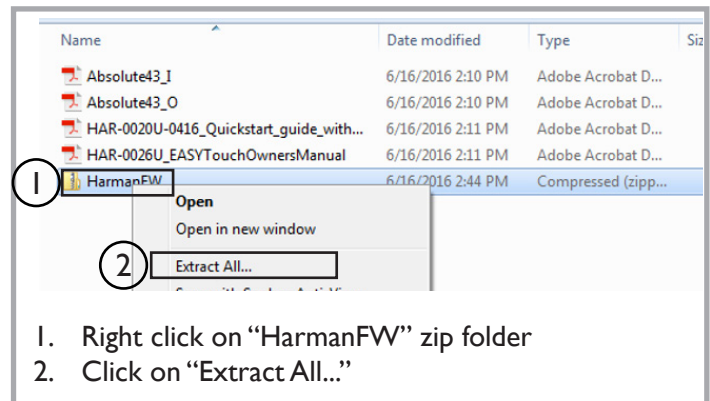 Name Date modified Type Siz
Absolute43_I 6/16/2016 2:10 PM Adobe Acrobat D...
Absolute43_O 6/16/2016 2:10 PM Adobe Acrobat D...
HAR-0020U-0416_Quickstart_guide_with... 6/16/2016 2:11 PM Adobe Acrobat D...
HAR-0026U_EASYTouchOwnersManual 6/16/2016 2:11 PM Adobe Acrobat D...
1 HarmanFW 6/16/2016 2:44 PM Compressed (zipp...
Open
Open in new window
2 Extract All...
1. Right click on “HarmanFW” zip folder
2. Click on “Extract All...”